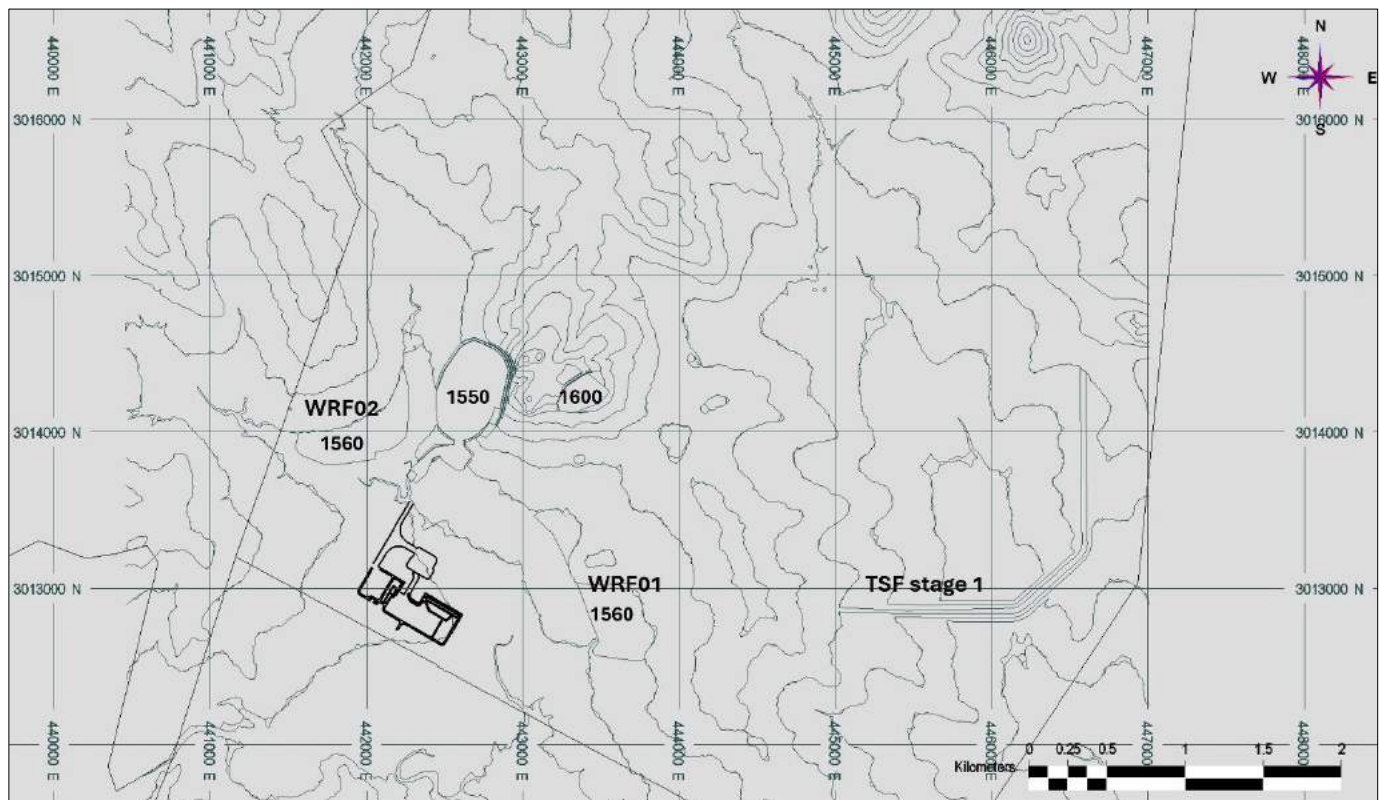 N
440000 E
441000 E
442000 E
443000 E
444000 E
445000 E
446000 E
447000 E
448000 E
W
E
S
3016000 N
3016000 N
3015000 N
3015000 N
1550
1600
WRF02
1560
3014000 N
3014000 N
WRF01
1560
TSF stage 1
3013000 N
3013000 N
440000 E
441000 E
442000 E
443000 E
444000 E
445000 E
446000 E
447000 E
448000 E
0 0.25 0.5 1 1.5 2
Kilometers